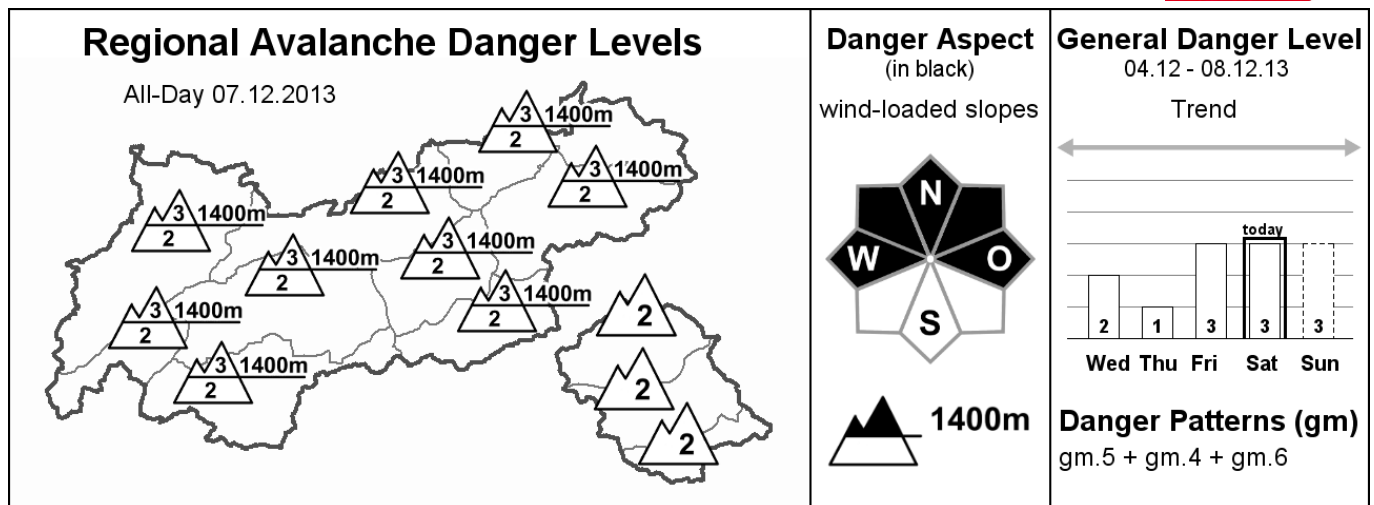 Regional Avalanche Danger Levels
All-Day 07.12.2013
3 1400m
2
3 1400m
2
3 1400m
2
3 1400m
2
3 1400m
2
3 1400m
2
3 1400m
2
3 1400m
2
3 1400m
2
2
2
2
Danger Aspect
(in black)
wind-loaded slopes
N
W O
S
1400m
General Danger Level
04.12 - 08.12.13
Trend
today
2 1 3 3 3
Wed Thu Fri Sat Sun
Danger Patterns (gm)
gm.5 + gm.4 + gm.6